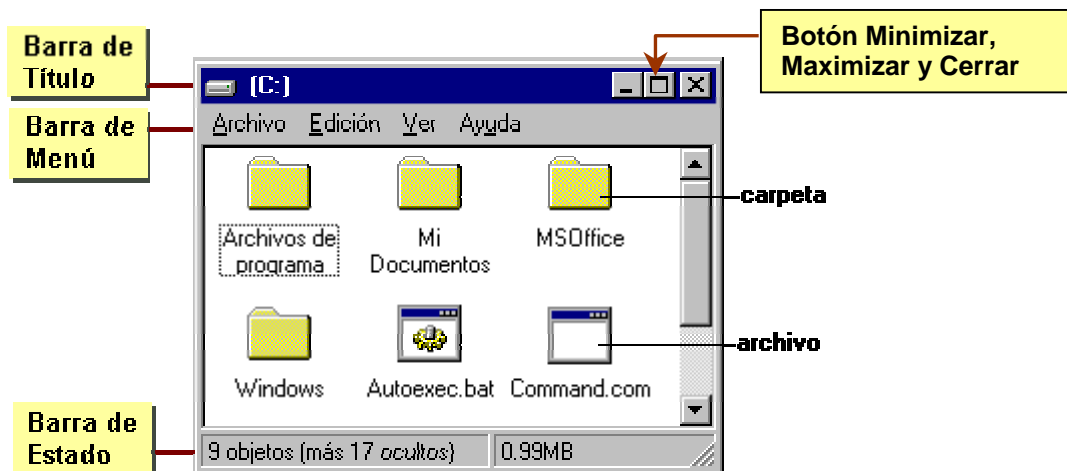 Barra de
Título
Botón Minimizar,
Maximizar y Cerrar
(C:)
Barra de
Menú
Archivo Edición Ver Ayuda
carpeta
Archivos de
programa
Mi
Documentos
MSOffice
archivo
Windows
Autoexec.bat
Command.com
Barra de
Estado
9 objetos (más 17 ocultos)
0.99MB